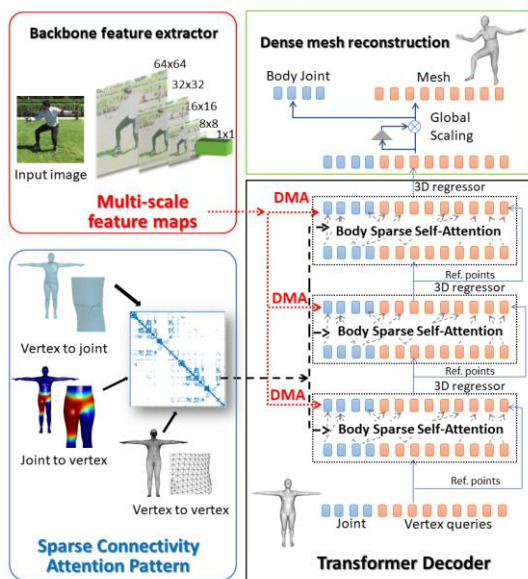 Backbone feature extractor
64x64
32x32
16x16
8x8
1x1
Input image
Multi-scale
feature maps
Dense mesh reconstruction
Body Joint
Mesh
Global
Scaling
3D regressor
DMA
Body Sparse Self-Attention
Ref. points
3D regressor
DMA
Body Sparse Self-Attention
Ref. points
3D regressor
DMA
Body Sparse Self-Attention
Ref. points
Joint
Vertex queries
Transformer Decoder
Vertex to joint
Joint to vertex
Vertex to vertex
Sparse Connectivity
Attention Pattern